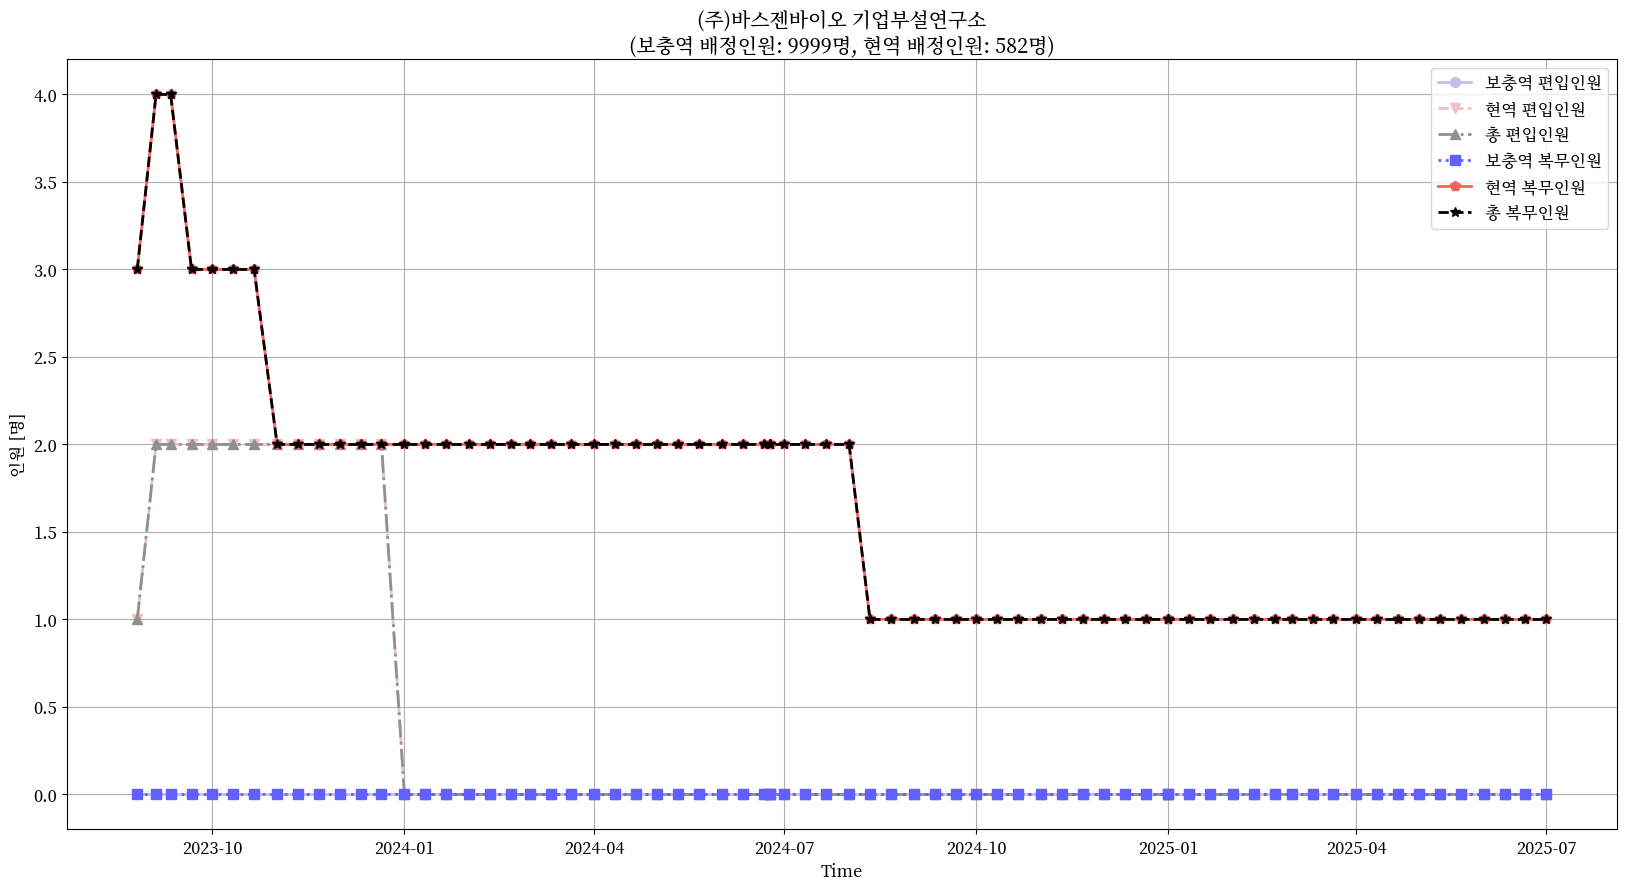 (주)바스젠바이오 기업부설연구소
(보충역 배정인원: 9999명, 현역 배정인원: 582명)
보충역 편입인원
현역 편입인원
총 편입인원
보충역 복무인원
현역 복무인원
총 복무인원
인원 [명]
4.0
3.5
3.0
2.5
2.0
1.5
1.0
0.5
0.0
2023-10
2024-01
2024-04
2024-07
2024-10
2025-01
2025-04
2025-07
Time